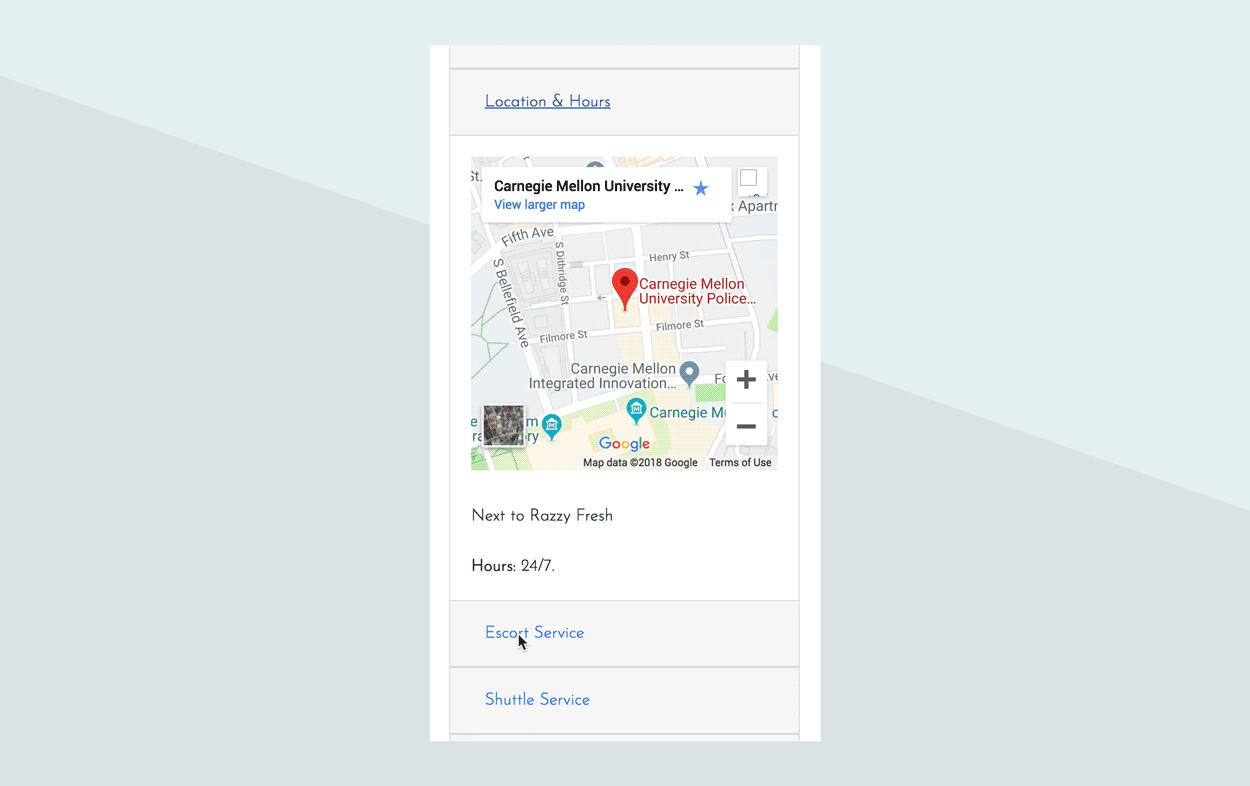 Location & Hours
St.
Carnegie Mellon University ...
View larger map
x Apartr
Fifth Ave
S Dithridge St
Henry St
S Bellefield Ave
Carnegie Mellon
University Police...
Filmore St
Filmore St
Carnegie Mellon
Integrated Innovation...
Carnegie Mu
Google
Map data ©2018 Google
Terms of Use
Next to Razzy Fresh
Hours: 24/7.
Escort Service
Shuttle Service